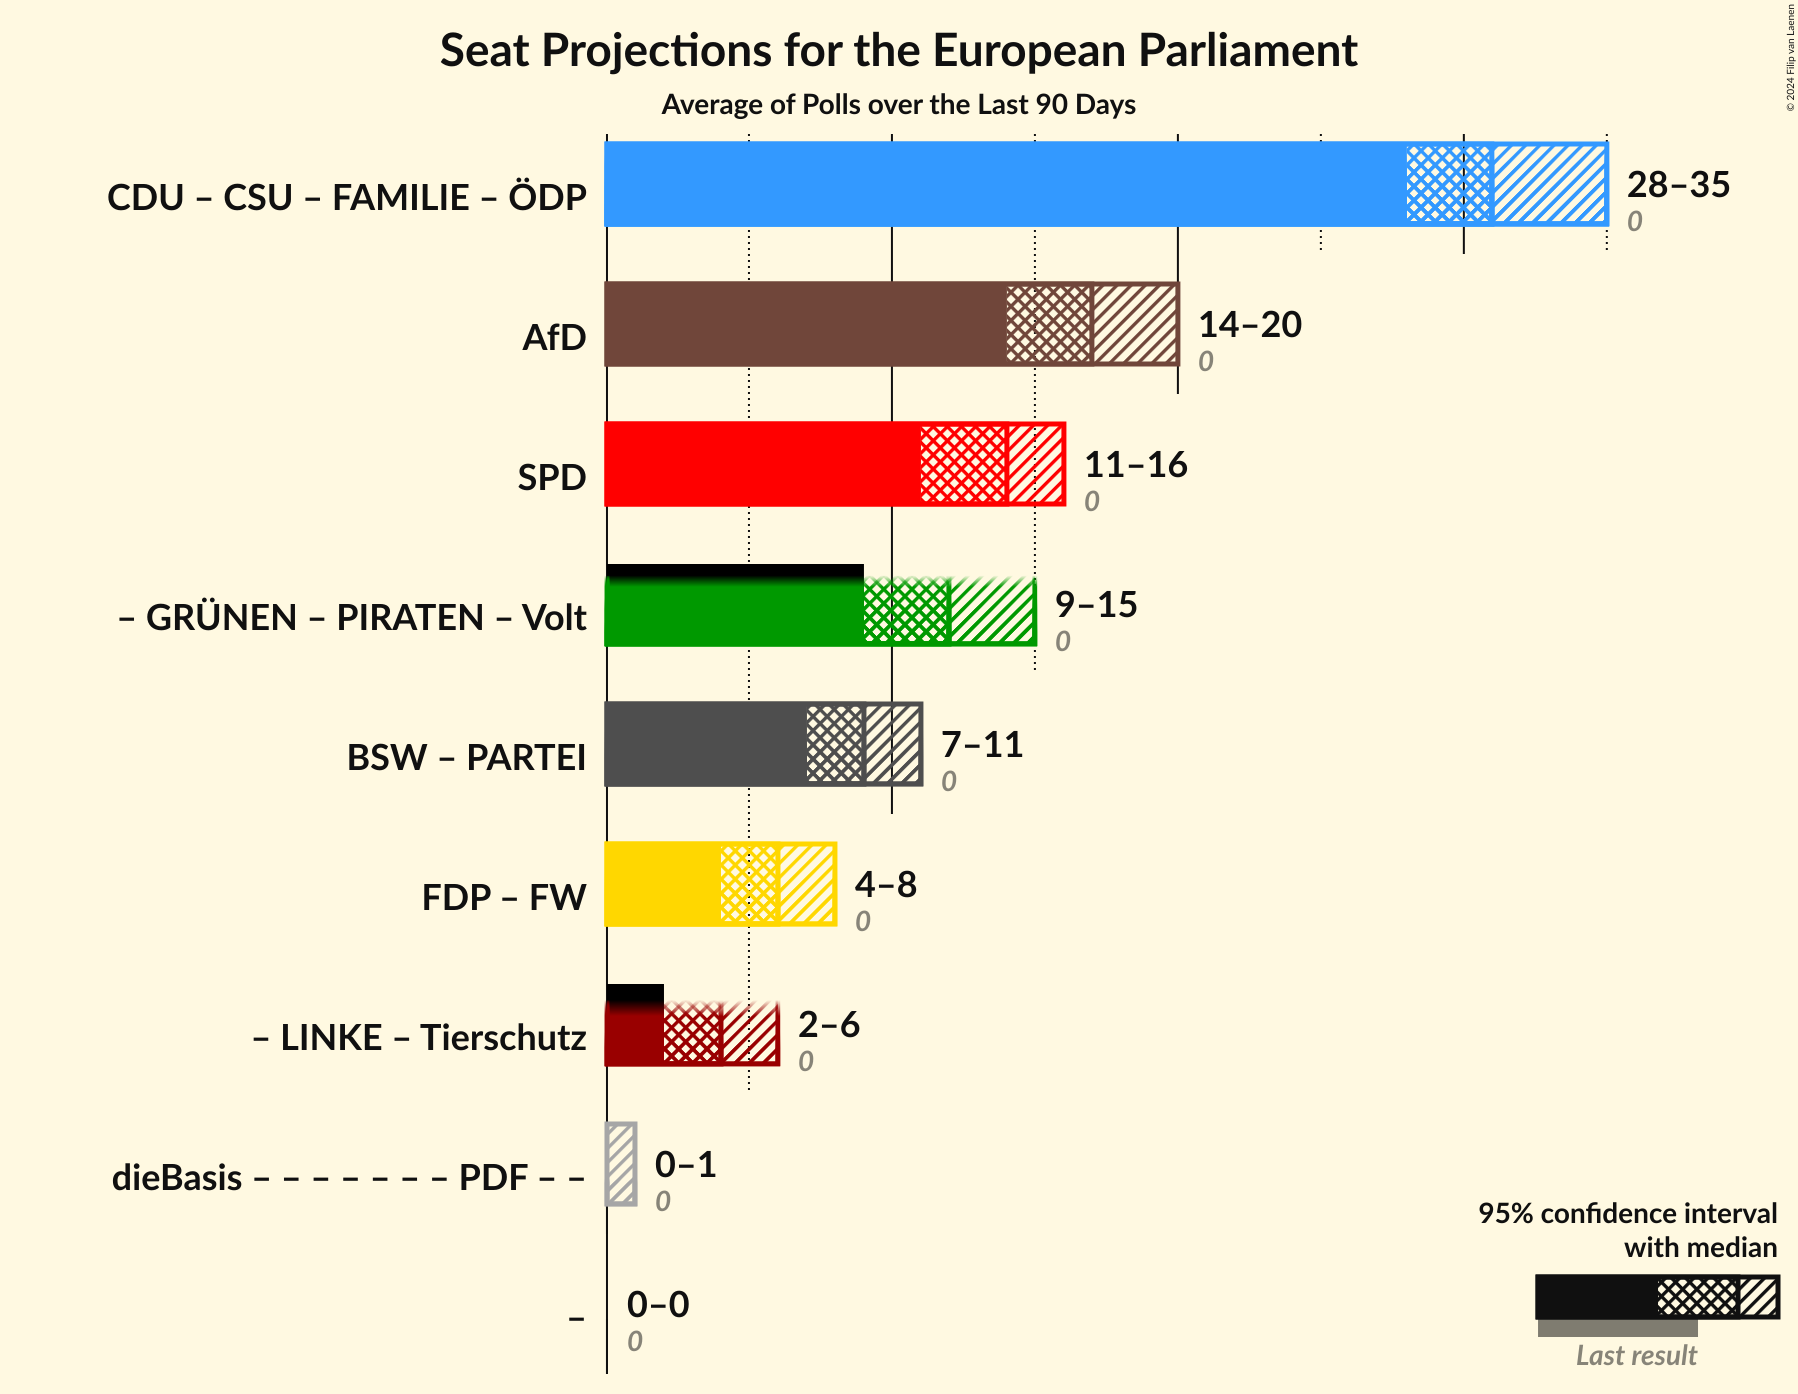 Seat Projections for the European Parliament
Average of Polls over the Last 90 Days
© 2024 Filip van Laenen
CDU – CSU – FAMILIE – ÖDP
28–35
0
AfD
14–20
0
SPD
11–16
0
– GRÜNEN – PIRATEN – Volt
9–15
0
BSW – PARTEI
7–11
0
FDP – FW
4–8
0
– LINKE – Tierschutz
2–6
0
dieBasis – – – – – – – PDF – –
0–1
0
–
0–0
0
95% confidence interval
with median
Last result